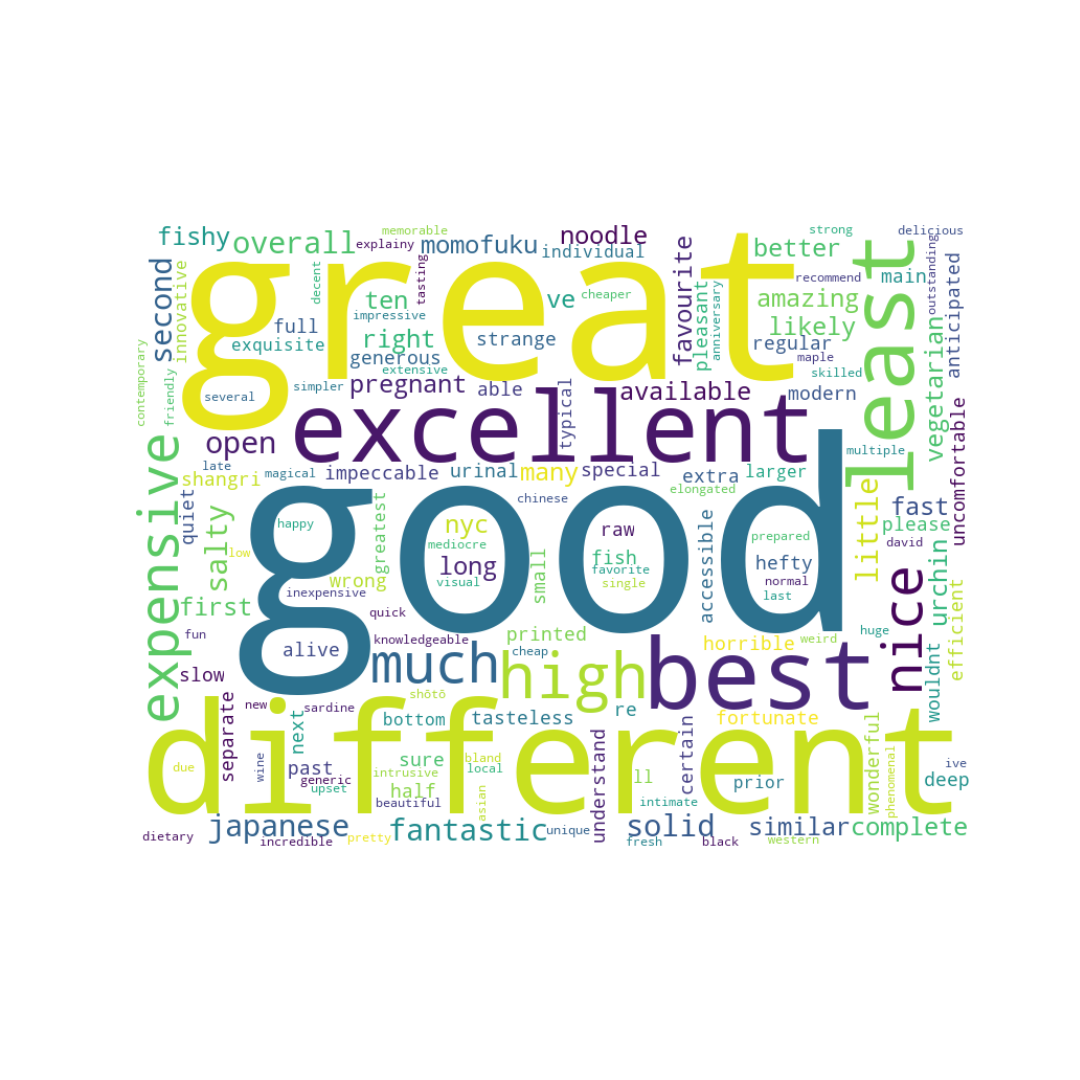 great
good
different
excellent
best
least
expensive
high
much
nice
fishy
overall
explainy
memorable
momofuku
noodle
individual
better
strong
delicious
second
innovative
decent
tasting
impressive
ten
ve
cheaper
favourite
pleasant
anniversary
recommend
amazing
likely
main
outstanding
anticipated
full
exquisite
right
generous
extensive
strange
regular
maple
skilled
vegetarian
contemporary
friendly
several
simpler
pregnant
able
typical
available
modern
open
late
shangri
magical
impeccable
urinal
many
special
extra
larger
multiple
uncomfortable
quiet
salty
low
happy
greatest
nyc
mediocre
long
visual
chinese
raw
fish
favorite
single
elongated
accessible
prepared
hefty
normal
last
little
fast
please
david
urchin
first
inexpensive
wrong
quick
small
fun
slow
alive
knowledgeable
cheap
printed
horrible
weird
huge
wouldnt
efficient
separate
new
sardine
next
shōtō
bottom
tasteless
re
fortunate
certain
wonderful
phenomenal
ive
deep
due
wine
past
generic
upset
sure
intrusive
half
beautiful
bland
local
asian
understand
ll
intimate
prior
dietary
japanese
incredible
pretty
fantastic
unique
solid
fresh
black
similar
western
complete